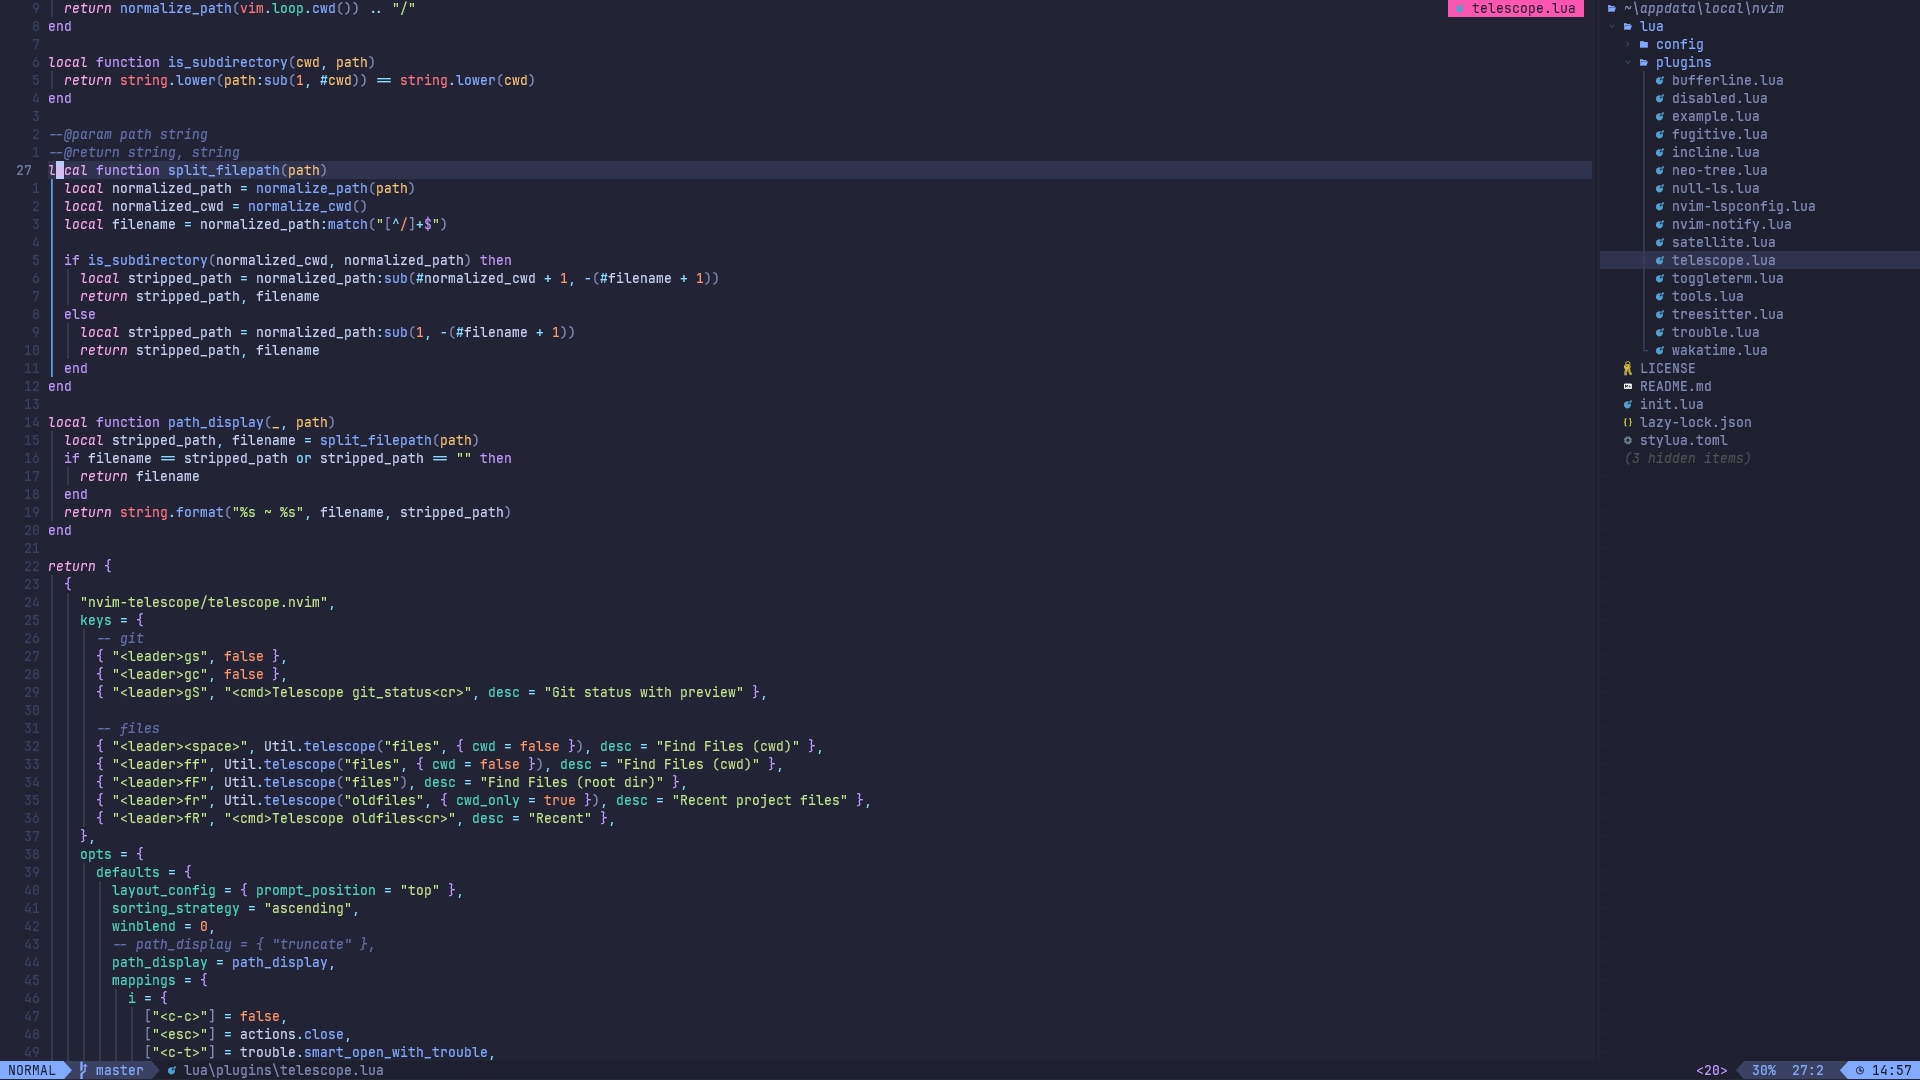 9 return normalize_path(vim.loop.cwd()) .. "/"
8 end
7
6 local function is_subdirectory(cwd, path)
5 return string.lower(path:sub(1, #cwd)) == string.lower(cwd)
4 end
3
2 --@param path string
1 --@return string, string
27 local function split_filepath(path)
1 local normalized_path = normalize_path(path)
2 local normalized_cwd = normalize_cwd()
3 local filename = normalized_path:match("[^/]+$")
4
5 if is_subdirectory(normalized_cwd, normalized_path) then
6 local stripped_path = normalized_path:sub(#normalized_cwd + 1, -(#filename + 1))
7 return stripped_path, filename
8 else
9 local stripped_path = normalized_path:sub(1, -(#filename + 1))
10 return stripped_path, filename
11 end
12 end
13
14 local function path_display(_, path)
15 local stripped_path, filename = split_filepath(path)
16 if filename == stripped_path or stripped_path == "" then
17 return filename
18 end
19 return string.format("%s ~ %s", filename, stripped_path)
20 end
21
22 return {
23 {
24 "nvim-telescope/telescope.nvim",
25 keys = {
26 -- git
27 { "<leader>gs", false },
28 { "<leader>gc", false },
29 { "<leader>gS", "<cmd>Telescope git_status<cr>", desc = "Git status with preview" },
30
31 -- files
32 { "<leader><space>", Util.telescope("files", { cwd = false }), desc = "Find Files (cwd)" },
33 { "<leader>ff", Util.telescope("files", { cwd = false }), desc = "Find Files (cwd)" },
34 { "<leader>fF", Util.telescope("files"), desc = "Find Files (root dir)" },
35 { "<leader>fr", Util.telescope("oldfiles", { cwd_only = true }), desc = "Recent project files" },
36 { "<leader>fR", "<cmd>Telescope oldfiles<cr>", desc = "Recent" },
37 },
38 opts = {
39 defaults = {
40 layout_config = { prompt_position = "top" },
41 sorting_strategy = "ascending",
42 winblend = 0,
43 -- path_display = { "truncate" },
44 path_display = path_display,
45 mappings = {
46 i = {
47 ["<c-c>"] = false,
48 ["<esc>"] = actions.close,
49 ["<c-t>"] = trouble.smart_open_with_trouble,
telescope.lua
~\appdata\local\nvim
lua
config
plugins
bufferline.lua
disabled.lua
example.lua
fugitive.lua
incline.lua
neo-tree.lua
null-ls.lua
nvim-lspconfig.lua
nvim-notify.lua
satellite.lua
telescope.lua
toggleterm.lua
tools.lua
treesitter.lua
trouble.lua
wakatime.lua
LICENSE
README.md
init.lua
lazy-lock.json
stylua.toml
(3 hidden items)
NORMAL master lua\plugins\telescope.lua <20> 30% 27:2 14:57